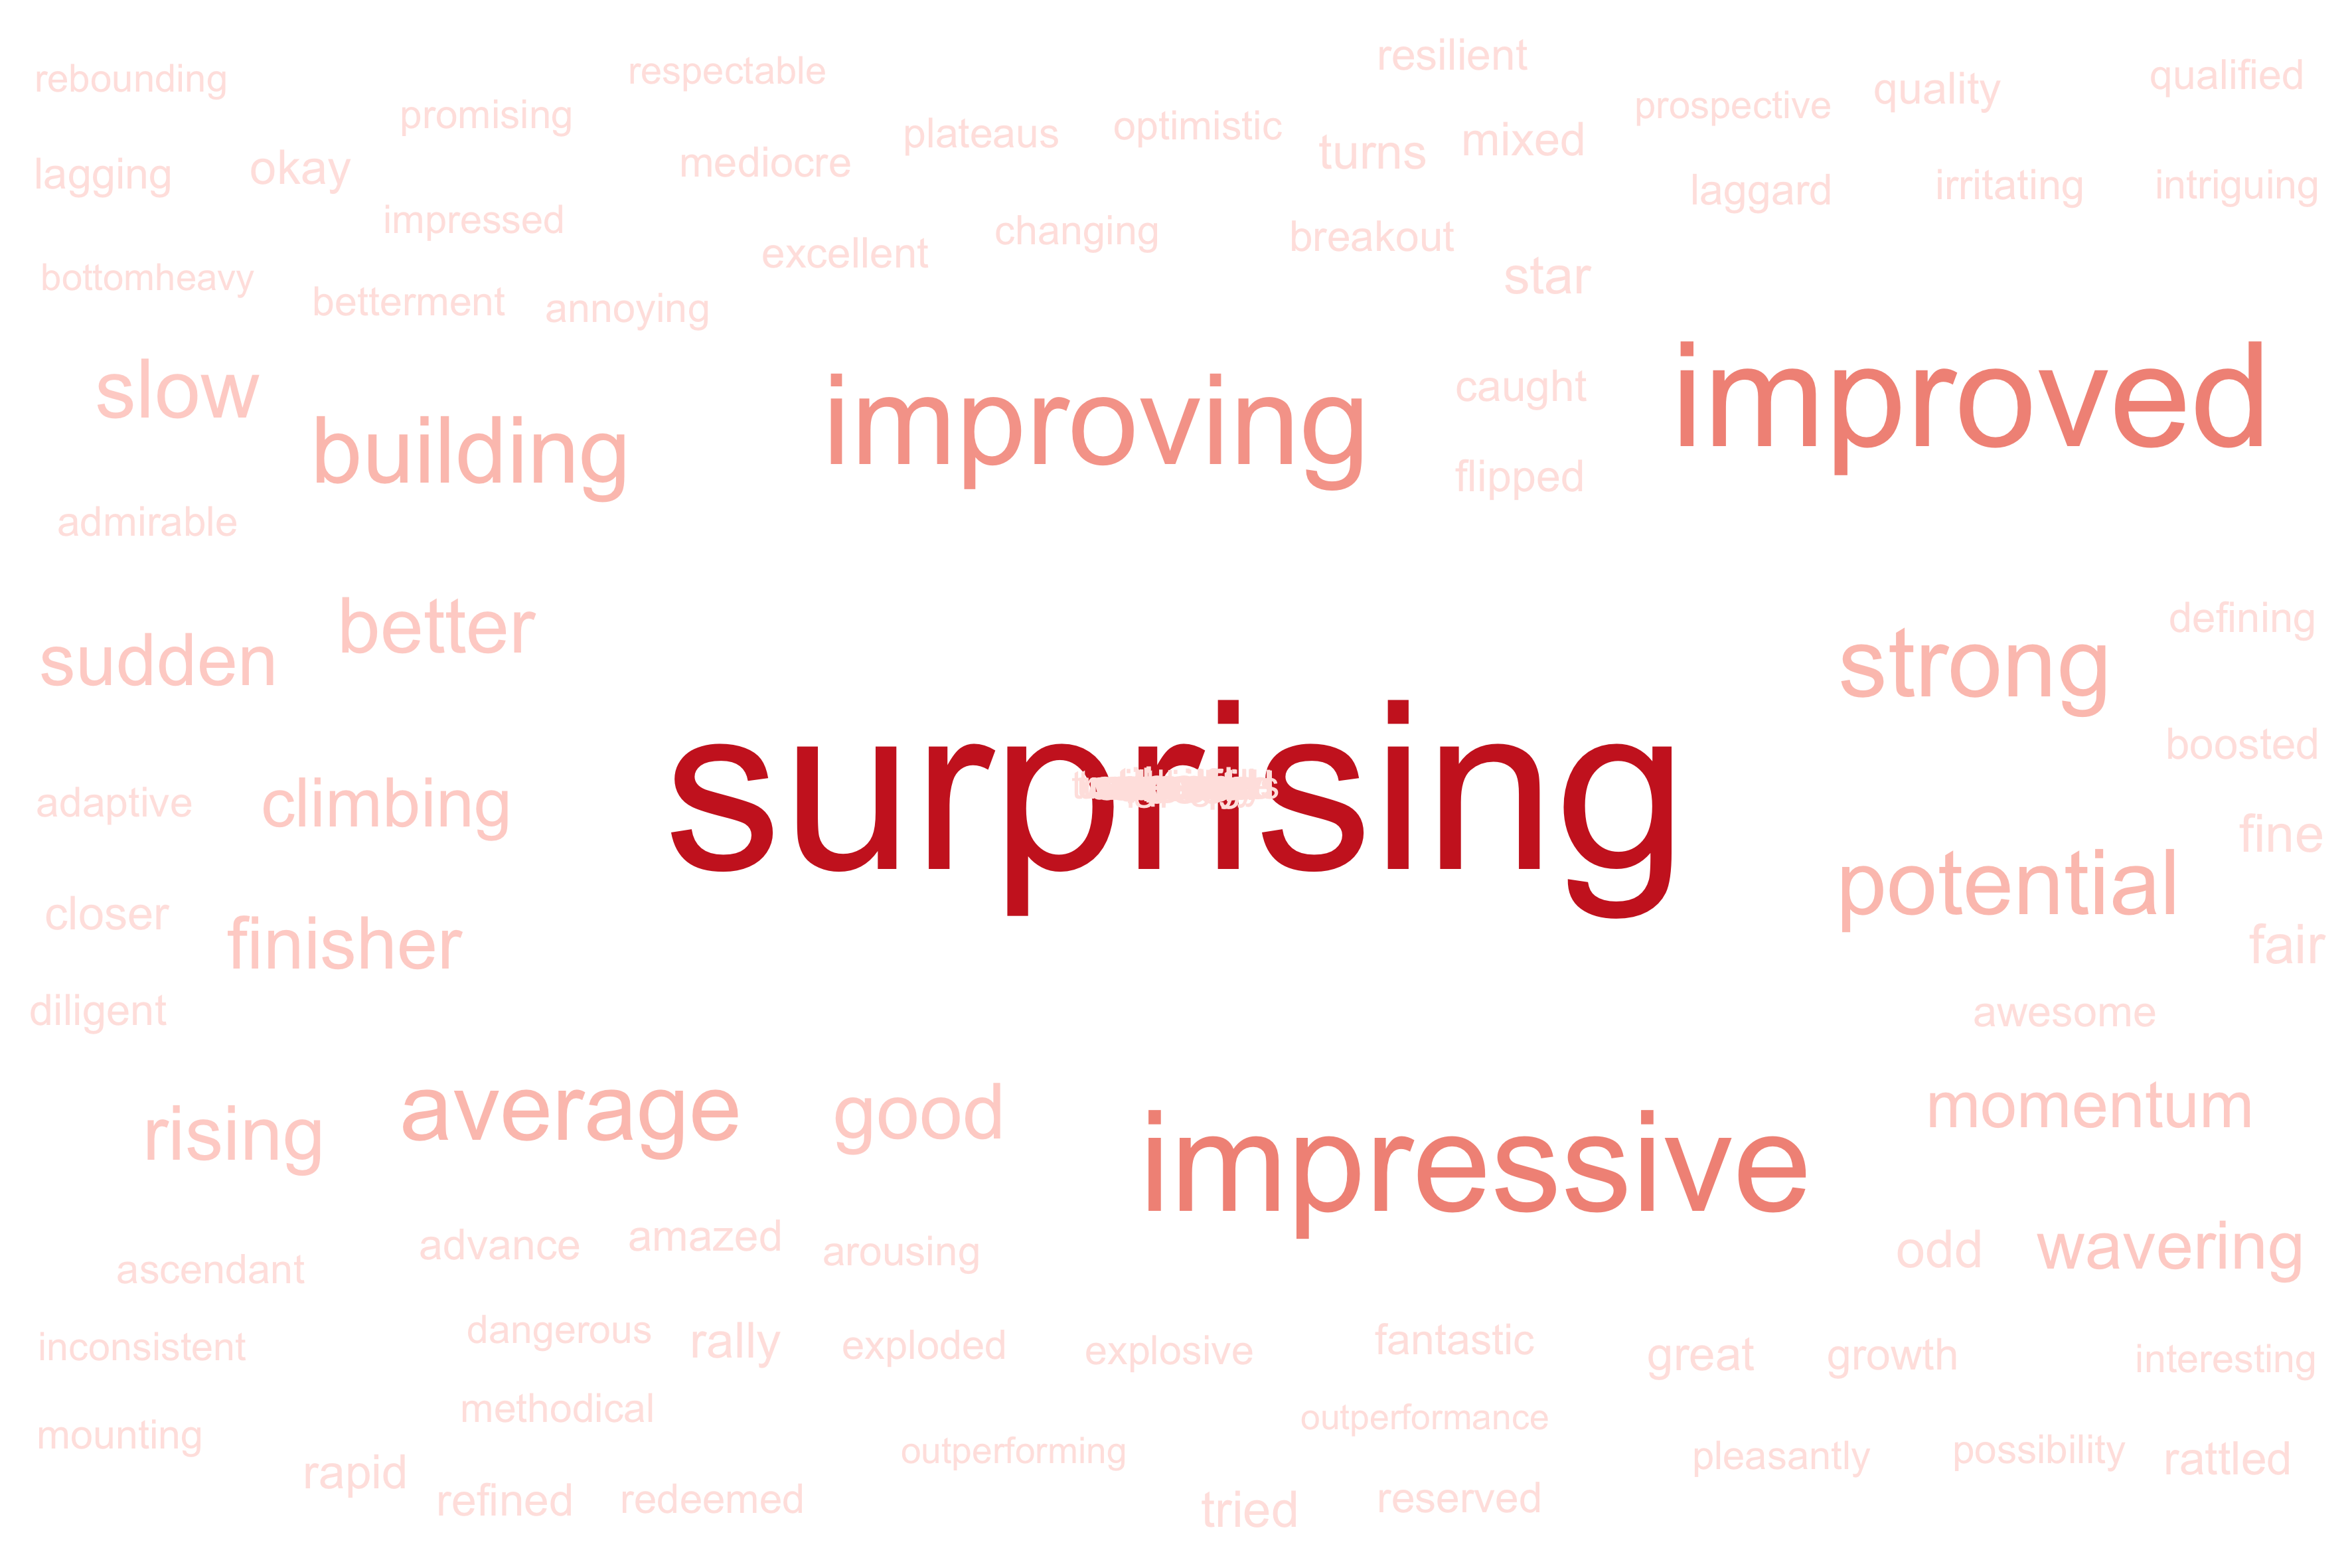 resilient
respectable
rebounding
quality
qualified
promising
prospective
plateaus
optimistic
turns
mixed
mediocre
lagging
okay
laggard
irritating
intriguing
impressed
changing
breakout
excellent
bottomheavy
star
betterment
annoying
slow
improving
caught
improved
building
flipped
admirable
better
defining
sudden
strong
boosted
surprising
adaptive
climbing
fine
potential
closer
finisher
fair
diligent
awesome
rising
average
good
momentum
impressive
advance
amazed
arousing
odd
wavering
ascendant
dangerous
rally
exploded
explosive
fantastic
inconsistent
great
growth
interesting
methodical
outperformance
mounting
outperforming
pleasantly
possibility
rattled
rapid
refined
redeemed
tried
reserved